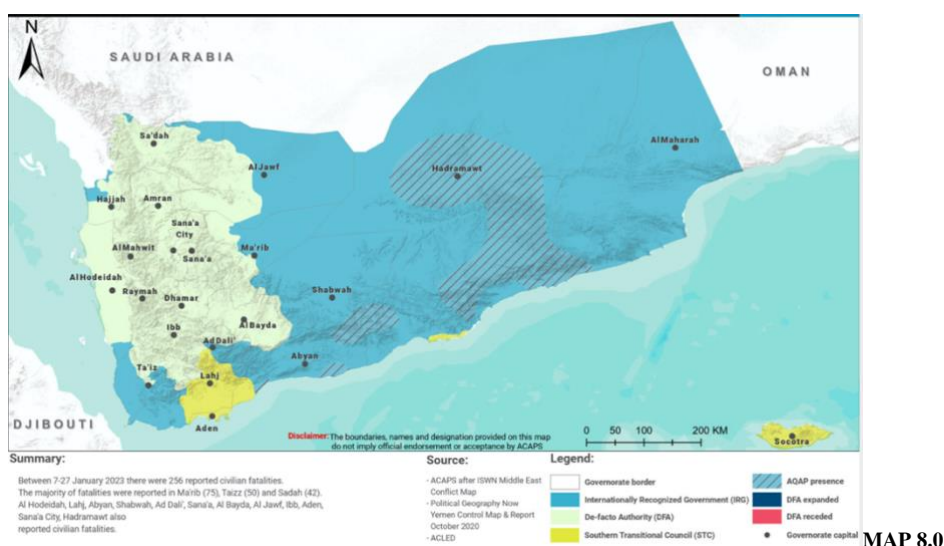 N
SAUDI ARABIA
OMAN
Sa'dah
Al Jawf
Hadramawt
Al Maharah
Hajjah
Amran
Sana'a
City
Al Mahwit
Sana'a
Ma'rib
Al Hodeidah
Raymah
Dhamar
Shabwah
Ibb
Al Bayda
Ad Dali'
Ta'iz
Lahj
Abyan
DJIBOUTI
Aden
Socotra
Disclaimer: The boundaries, names and designation provided on this map
do not imply official endorsement or acceptance by ACAPS
0 100 200 KM
Summary:
Between 7-27 January 2023 there were 256 reported civilian fatalities.
The majority of fatalities were reported in Ma'rib (75), Taizz (50) and Sadah (42).
Al Hodeidah, Lahj, Abyan, Shabwah, Ad Dali', Sana'a, Al Bayda, Al Jawf, Ibb, Aden,
Sana'a City, Hadramawt also
reported civilian fatalities.
Source:
- ACAPS after ISWN Middle East
Conflict Map
- Political Geography Now
Yemen Control Map & Report
October 2020
- ACLED
Legend:
Governorate border
Internationally Recognized Government (IRG)
De-facto Authority (DFA)
Southern Transitional Council (STC)
AQAP presence
DFA expanded
DFA receded
Governorate capital
MAP 8.0